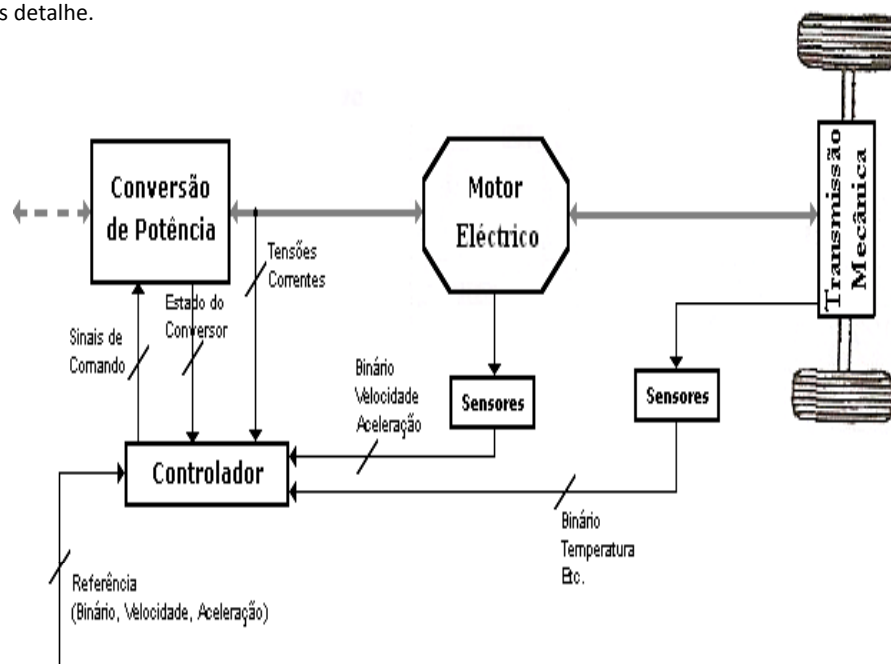 s detalhe.
Conversão
de Potência
Motor
Eléctrico
Transmissão
Mecânica
Tensões
Correntes
Estado do
Conversor
Sinais de
Comando
Binário
Velocidade
Aceleração
Sensores
Sensores
Controlador
Binário
Temperatura
Etc.
Referência
(Binário, Velocidade, Aceleração)